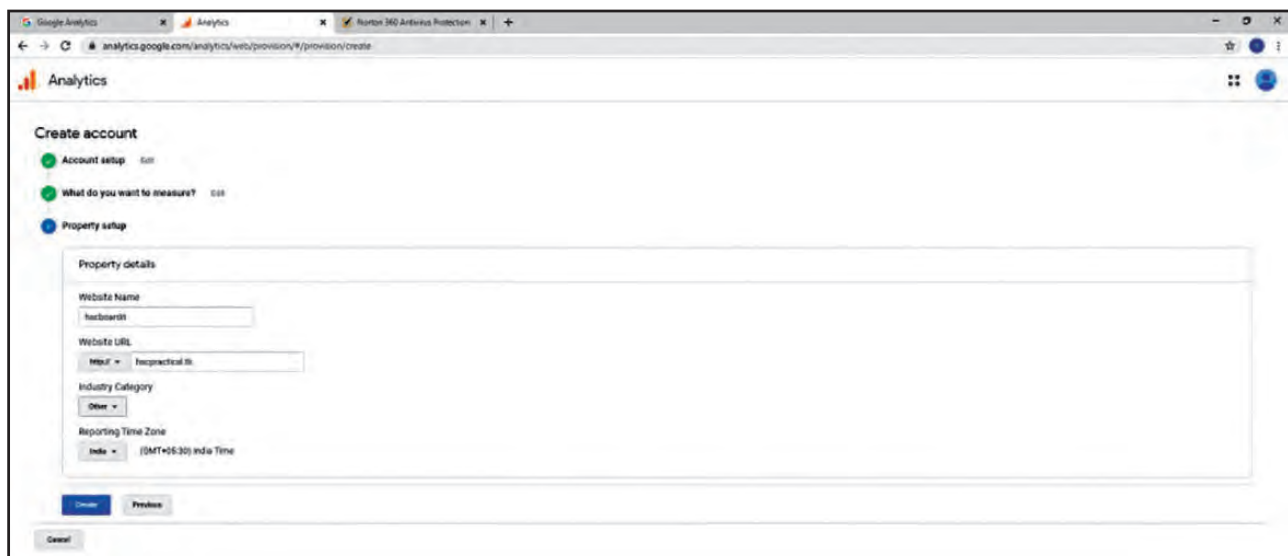 Google Analytics
Analytics
Norton 360 Antivirus Protection
analytics.google.com/analytics/web/provision/#/provision/create
Analytics
Create account
Account setup Edit
What do you want to measure? Edit
Property setup
Property details
Website Name
Website URL
http:// hscpractical.tk
Industry Category
Other
Reporting Time Zone
India (GMT+05:30) India Time
Create Previous
Cancel